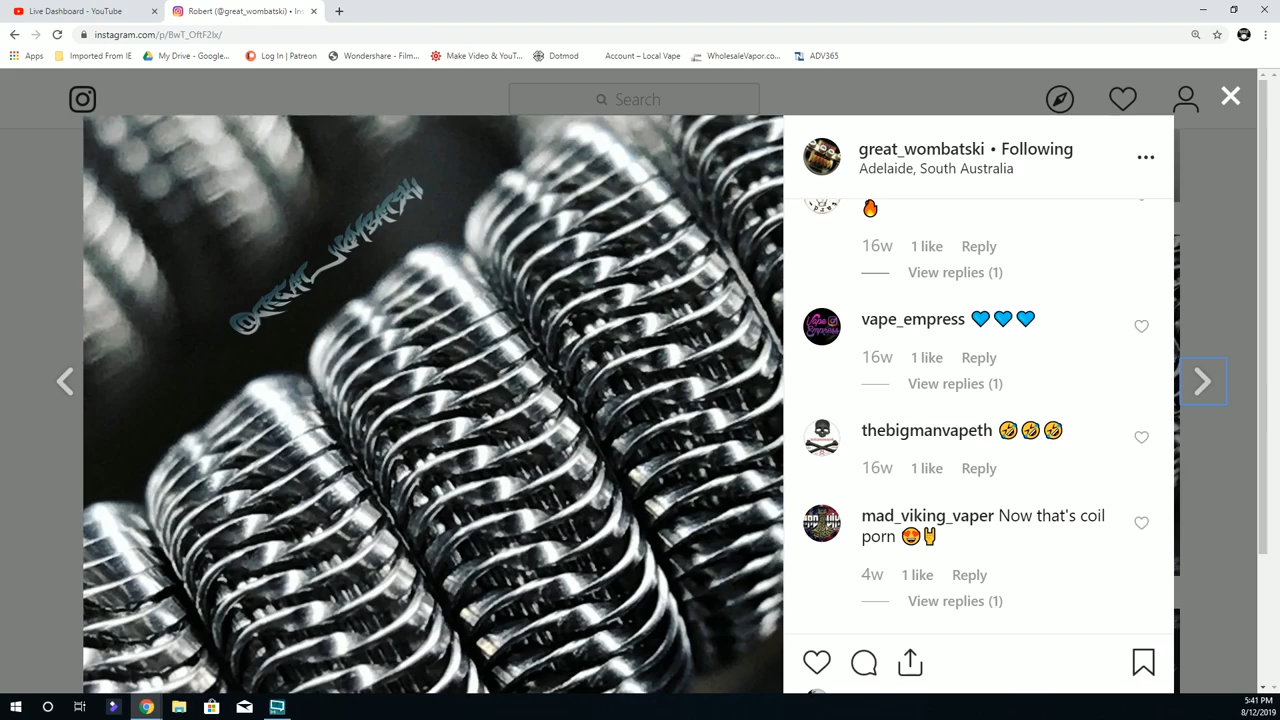 Live Dashboard - YouTube
Robert (@great_wombatski) • Ins
instagram.com/p/BwT_OftF2Ix/
Apps
Imported From IE
My Drive - Google...
Log In | Patreon
Wondershare - Film...
Make Video & YouT...
Dotmod
Account – Local Vape
WholesaleVapor.co...
ADV365
Search
@GREAT_WOMBATSKI
great_wombatski • Following
Adelaide, South Australia
🔥
16w 1 like Reply
View replies (1)
vape_empress 💙💙💙
16w 1 like Reply
View replies (1)
thebigmanvapeth 🤣🤣🤣
16w 1 like Reply
mad_viking_vaper Now that's coil
porn 😍🤘
4w 1 like Reply
View replies (1)
5:41 PM
8/12/2019